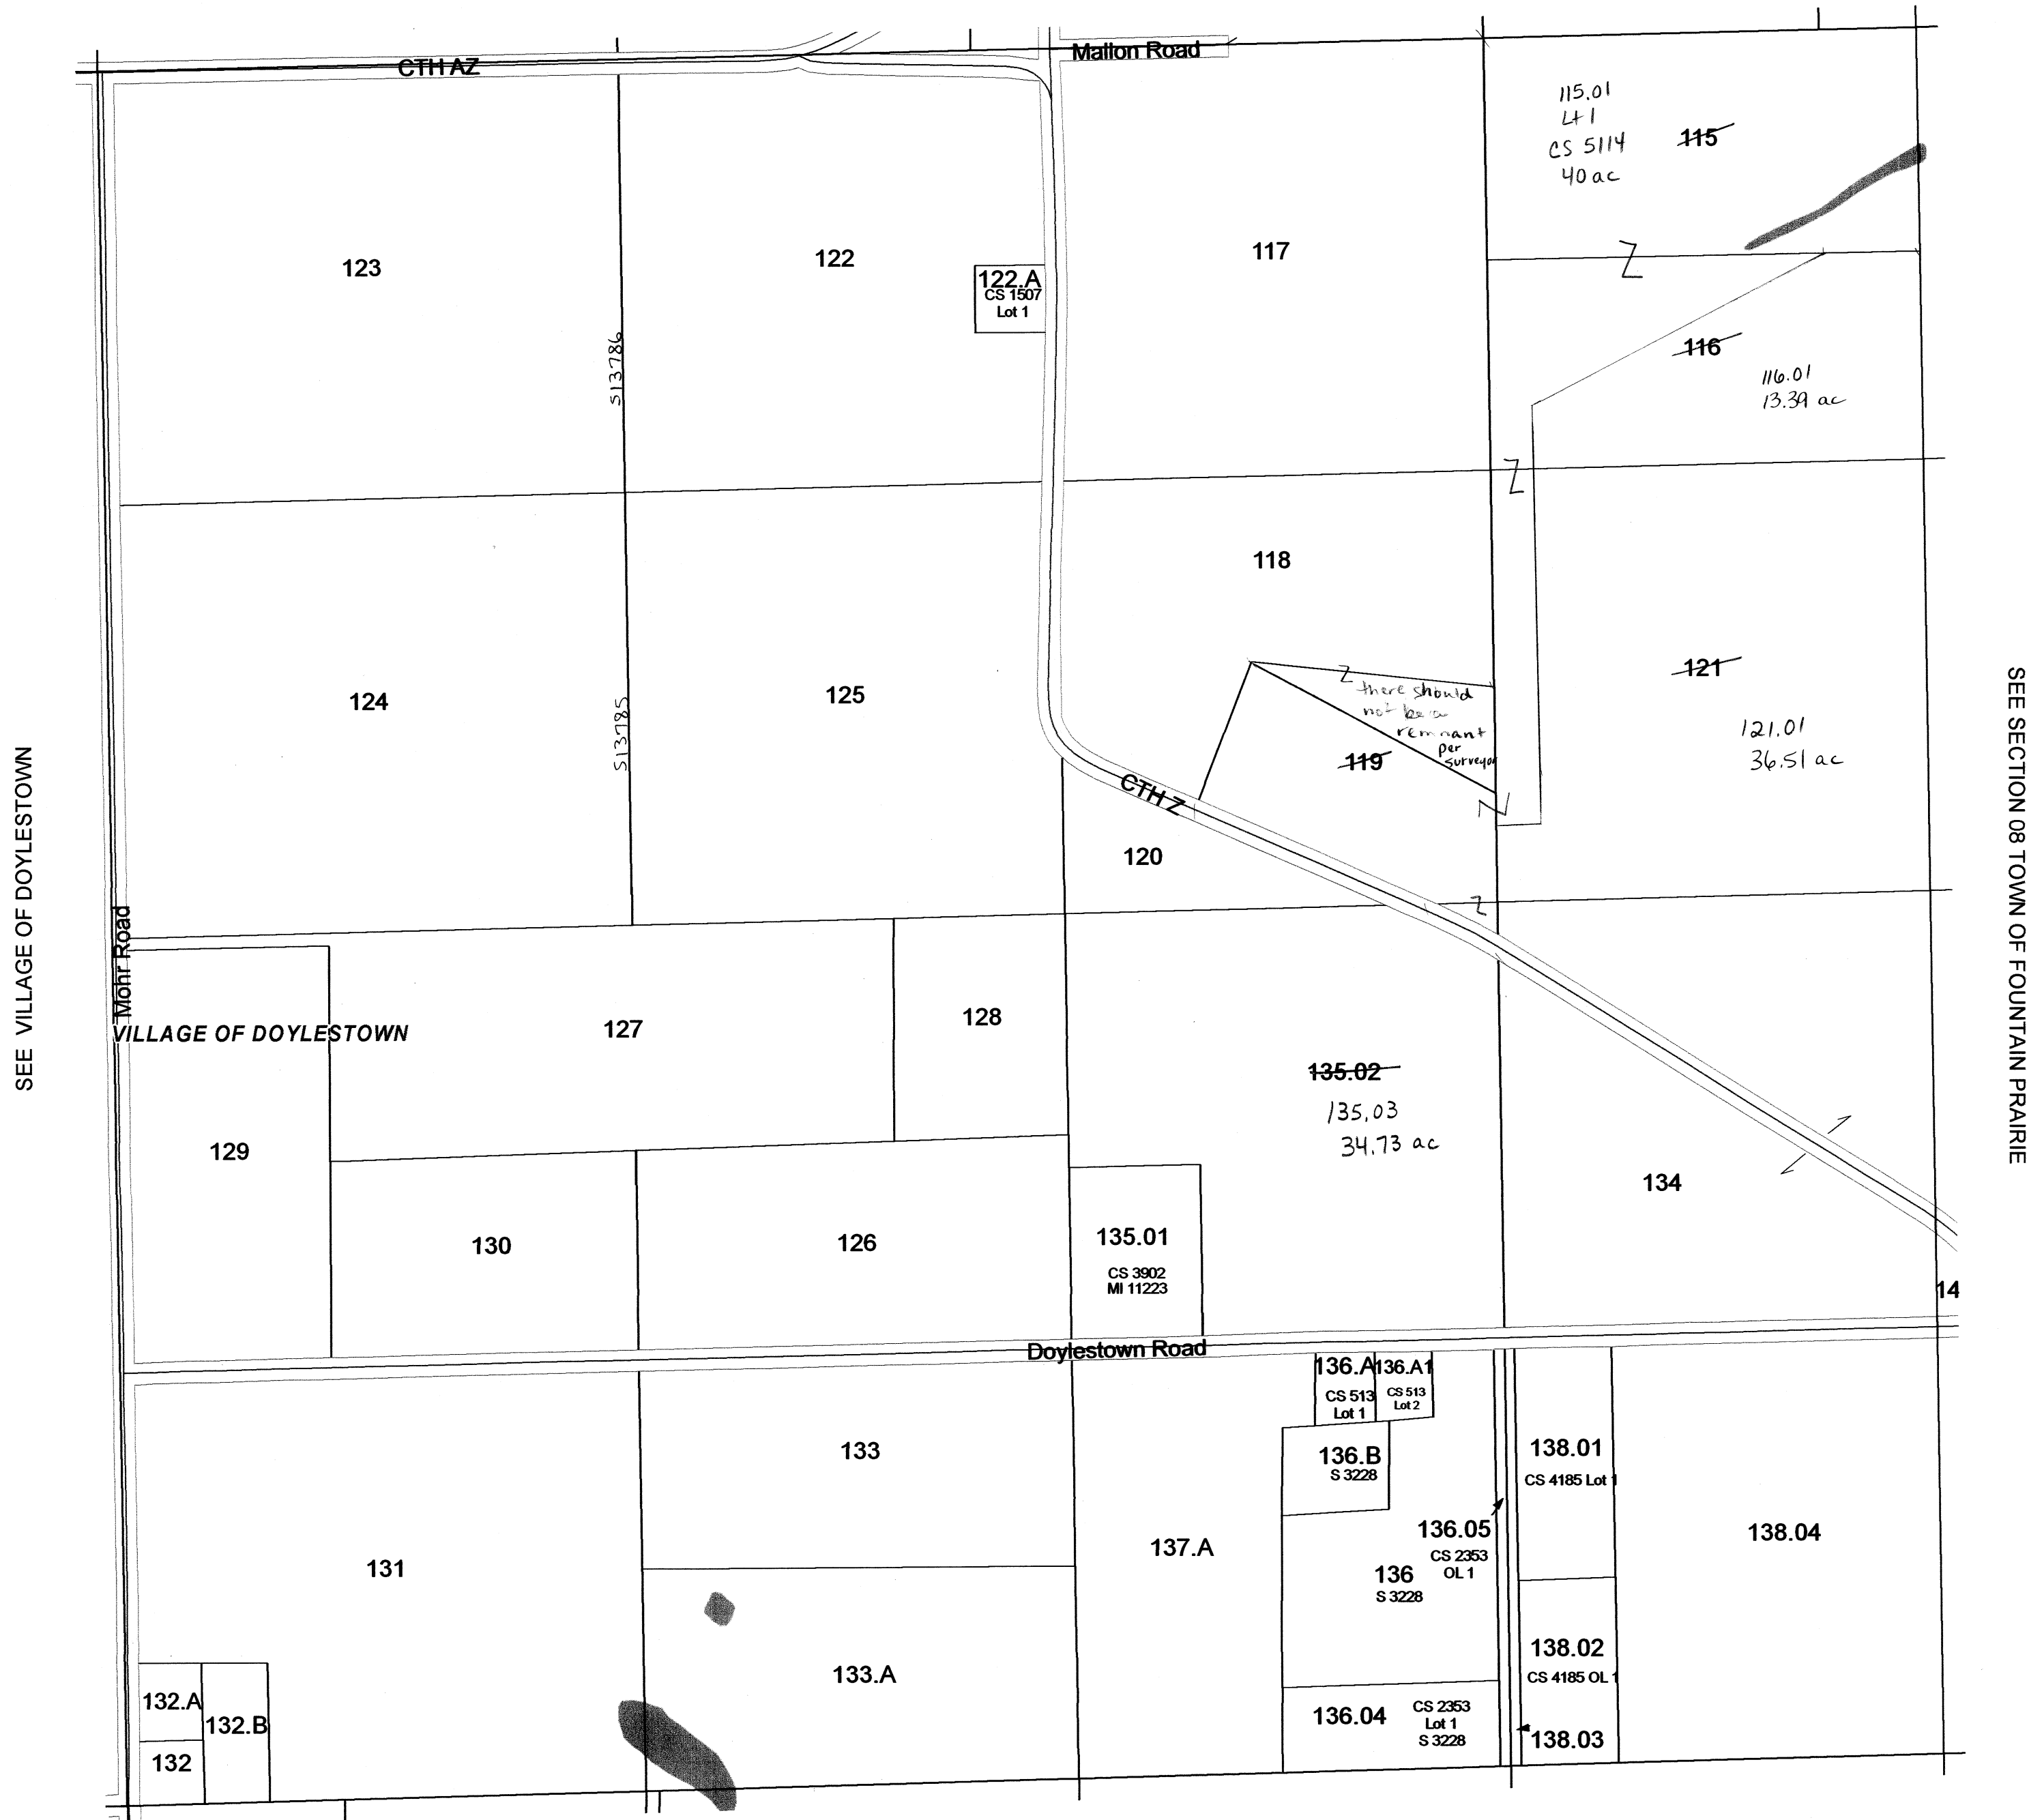 CTH AZ
Mallon Road
115.01
Lt 1
CS 5114
40 ac
115
123
122
117
122.A
CS 1507
Lot 1
S13786
116
116.01
13.39 ac
118
124
125
S13785
there should
not be a
remnant
per
surveyor
119
121
121.01
36.51 ac
CTH Z
120
SEE VILLAGE OF DOYLESTOWN
SEE SECTION 08 TOWN OF FOUNTAIN PRAIRIE
Mohr Road
VILLAGE OF DOYLESTOWN
127
128
135.02
135.03
34.73 ac
129
130
126
135.01
CS 3902
MI 11223
134
14
Doylestown Road
136.A
CS 513
Lot 1
136.A1
CS 513
Lot 2
133
136.B
S 3228
138.01
CS 4185 Lot 1
131
137.A
136.05
CS 2353
OL 1
136
S 3228
138.04
133.A
138.02
CS 4185 OL 1
132.A
132.B
132
136.04
CS 2353
Lot 1
S 3228
138.03